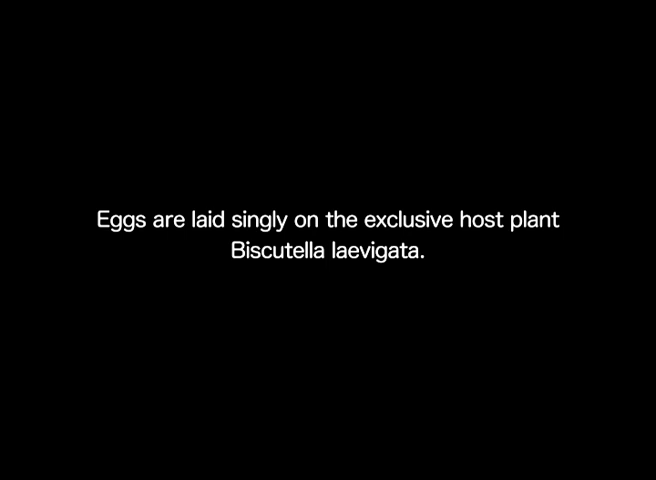 Eggs are laid singly on the exclusive host plant
Biscutella laevigata.